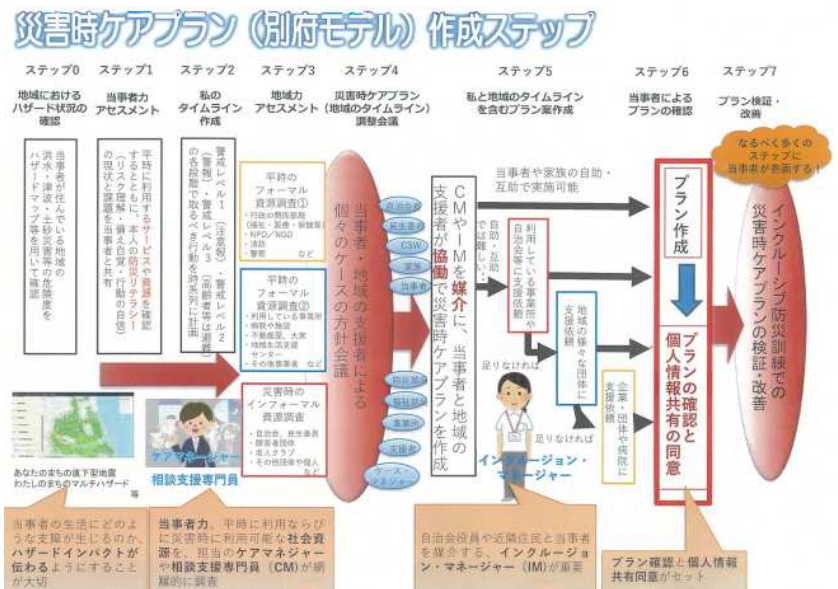 災害時ケアプラン（別府モデル）作成ステップ
ステップ0
地域における
ハザード状況の
確認
ステップ1
当事者力
アセスメント
ステップ2
私の
タイムライン
作成
ステップ3
地域力
アセスメント
ステップ4
災害時ケアプラン
（地域のタイムライン）
調整会議
ステップ5
私と地域のタイムライン
を含むプラン案作成
ステップ6
当事者による
プランの確認
ステップ7
プラン検証・
改善
当事者が住んでいる地域の
洪水・津波・土砂災害等の危険度を
ハザードマップ等を用いて確認
平時に利用するサービスや資源を確認
するとともに、本人の防災リテラシー
（リスク理解・備え自覚・行動の自信）
の現状と課題を当事者と共有
警戒レベル1（注意報）・警戒レベル2
（警報）・警戒レベル3（高齢者等は避難）
の各段階で取るべき行動を時系列に計画
平時の
フォーマル
資源調査①
・行政の関係部局
（福祉・医療・保健等）
・NPO／NGO
・消防
・警察 など
平時の
フォーマル
資源調査②
・利用している事業所
・病院や施設
・不動産屋、大家
・地域生活支援
センター
・その他事業者 など
災害時の
インフォーマル
資源調査
・自治会、民生委員
・障害者団体
・老人クラブ
・その他団体や個人
など
当事者・地域の支援者による
個々のケースの方針会議
自治会長
民生委員
CSW
家族
当事者
防災部局
福祉部局
事業所
支援者
ケース・
マネジャー
CMやIMを媒介に、当事者と地域の
支援者が協働で災害時ケアプランを作成
当事者や家族の自助・
互助で実施可能
自助・互助
では難しい…
利用している事業所や
自治会等に支援依頼
足りなければ
地域の様々な団体に
支援依頼
足りなければ
企業・団体や病院に
支援依頼
プラン作成
プランの確認と
個人情報共有の同意
なるべく多くの
ステップに
当事者が参画する！
インクルーシブ防災訓練での
災害時ケアプランの検証・改善
あなたのまちの直下型地震
わたしのまちのマルチハザード
等
ケアマネージャー
相談支援専門員
インクルージョン・
マネージャー
当事者の生活にどのよ
うな支障が生じるのか、
ハザードインパクトが
伝わるようにすること
が大切
当事者力、平時に利用ならび
に災害時に利用可能な社会資
源を、担当のケアマネジャー
や相談支援専門員（CM）が網
羅的に調査
自治会役員や近隣住民と当事者
を媒介する、インクルージョ
ン・マネージャー（IM）が重要
プラン確認と個人情報
共有同意がセット